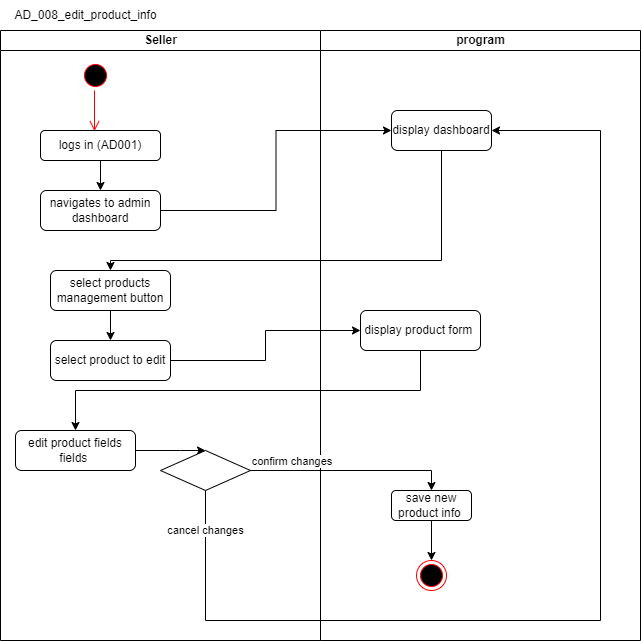 AD_008_edit_product_info
Seller
program
logs in (AD001)
display dashboard
navigates to admin
dashboard
select products
management button
display product form
select product to edit
edit product fields
fields
confirm changes
save new
product info
cancel changes